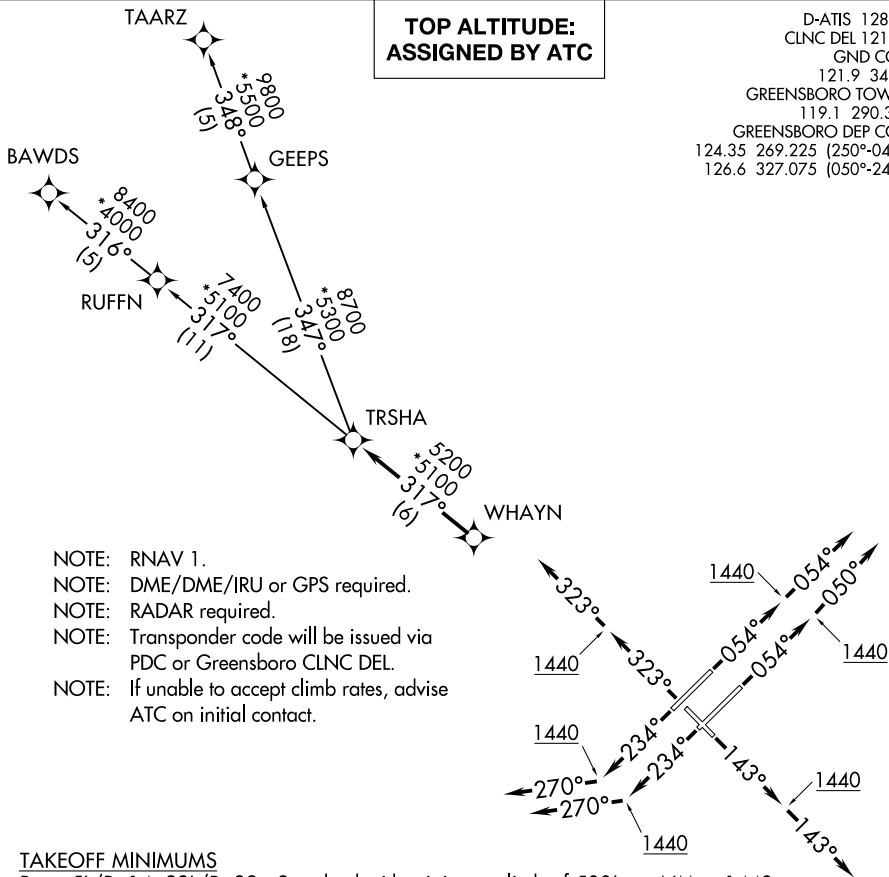 TAARZ
TOP ALTITUDE:
ASSIGNED BY ATC
D-ATIS 128
CLNC DEL 121
GND CO
121.9 34
GREENSBORO TOW
119.1 290.3
GREENSBORO DEP CO
124.35 269.225 (250°-04
126.6 327.075 (050°-24
9800
*5500
348°
(5)
GEEPS
BAWDS
8400
*4000
316°
(5)
RUFFN
7400
*5100
317°
(11)
8700
*5300
347°
(18)
TRSHA
5200
*5100
317°
(6)
WHAYN
NOTE: RNAV 1.
NOTE: DME/DME/IRU or GPS required.
NOTE: RADAR required.
NOTE: Transponder code will be issued via
PDC or Greensboro CLNC DEL.
NOTE: If unable to accept climb rates, advise
ATC on initial contact.
323°
1440
323°
1440
054°
054°
050°
054°
1440
234°
1440
270°
234°
270°
1440
143°
1440
143°
TAKEOFF MINIMUMS